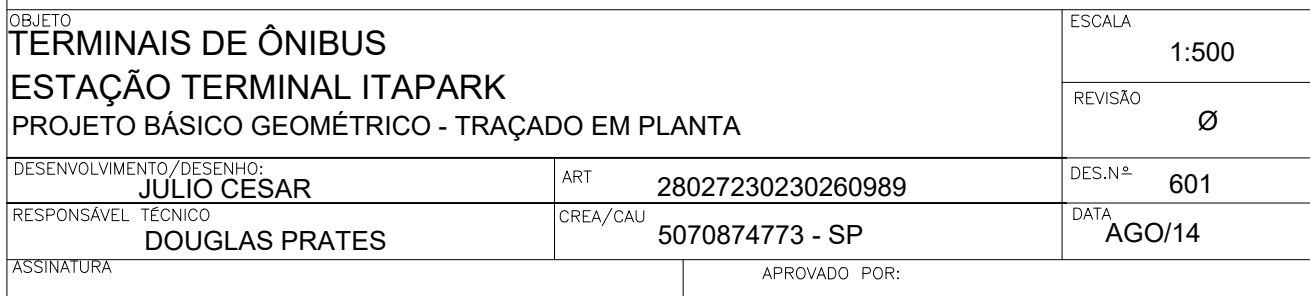 OBJETO
TERMINAIS DE ÔNIBUS
ESTAÇÃO TERMINAL ITAPARK
PROJETO BÁSICO GEOMÉTRICO - TRAÇADO EM PLANTA
ESCALA
1:500
REVISÃO
Ø
DESENVOLVIMENTO/DESENHO:
JULIO CESAR
ART
28027230230260989
DES.Nº
601
RESPONSÁVEL TÉCNICO
DOUGLAS PRATES
CREA/CAU
5070874773 - SP
DATA
AGO/14
ASSINATURA
APROVADO POR: